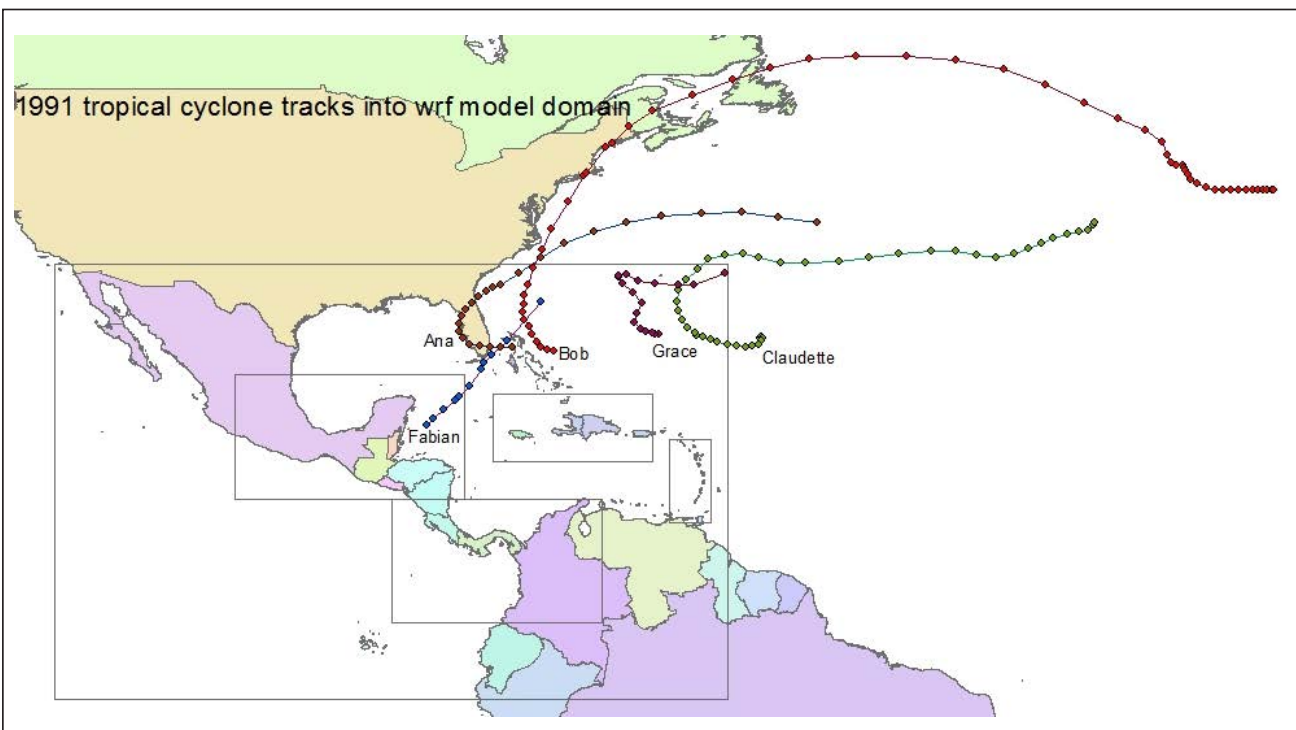 1991 tropical cyclone tracks into wrf model domain
Ana
Bob
Grace
Claudette
Fabian